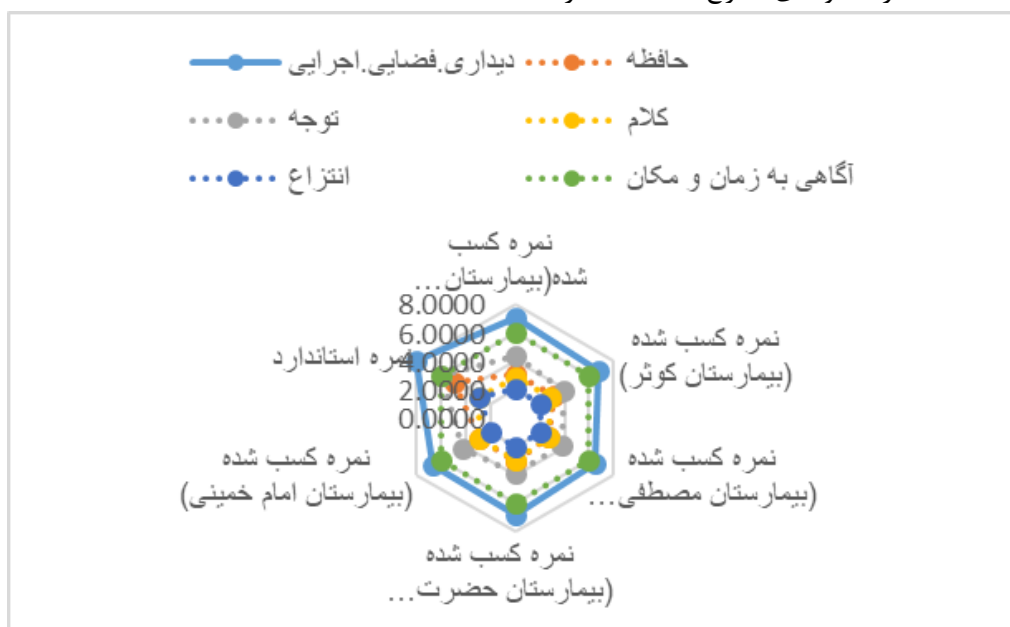 دیداری.فضایی.اجرایی
حافظه
توجه
کلام
انتزاع
آگاهی به زمان و مکان
نمره کسب
شده(بیمارستان...
نمره کسب شده
(بیمارستان کوثر)
نمره کسب شده
(بیمارستان مصطفی...
نمره کسب شده
(بیمارستان حضرت...
نمره کسب شده
(بیمارستان امام خمینی)
نمره استاندارد
8.0000
6.0000
4.0000
2.0000
0.0000